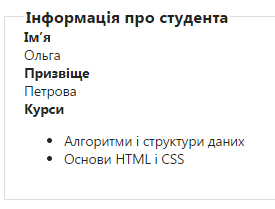 Інформація про студента
Ім’я
Ольга
Призвіще
Петрова
Курси
Алгоритми і структури даних
Основи HTML і CSS